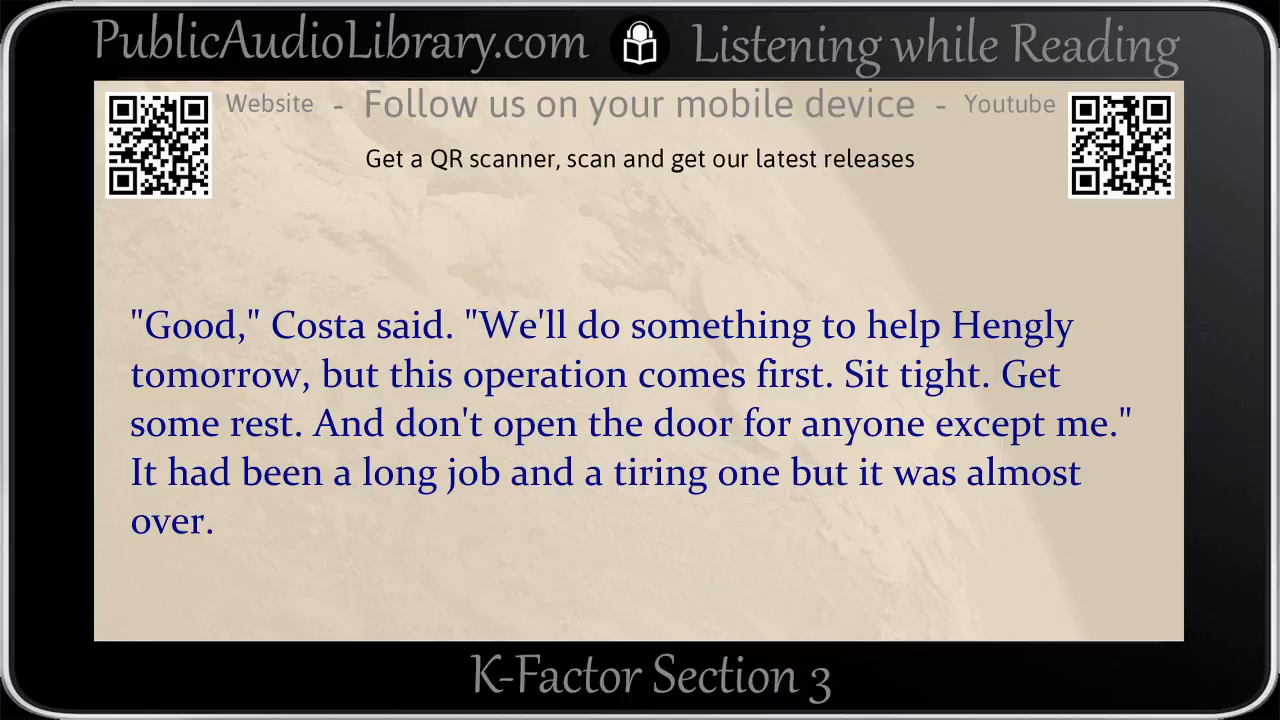 PublicAudioLibrary.com Listening while Reading
Website - Follow us on your mobile device - Youtube
Get a QR scanner, scan and get our latest releases
"Good," Costa said. "We'll do something to help Hengly
tomorrow, but this operation comes first. Sit tight. Get
some rest. And don't open the door for anyone except me."
It had been a long job and a tiring one but it was almost
over.
K-Factor Section 3